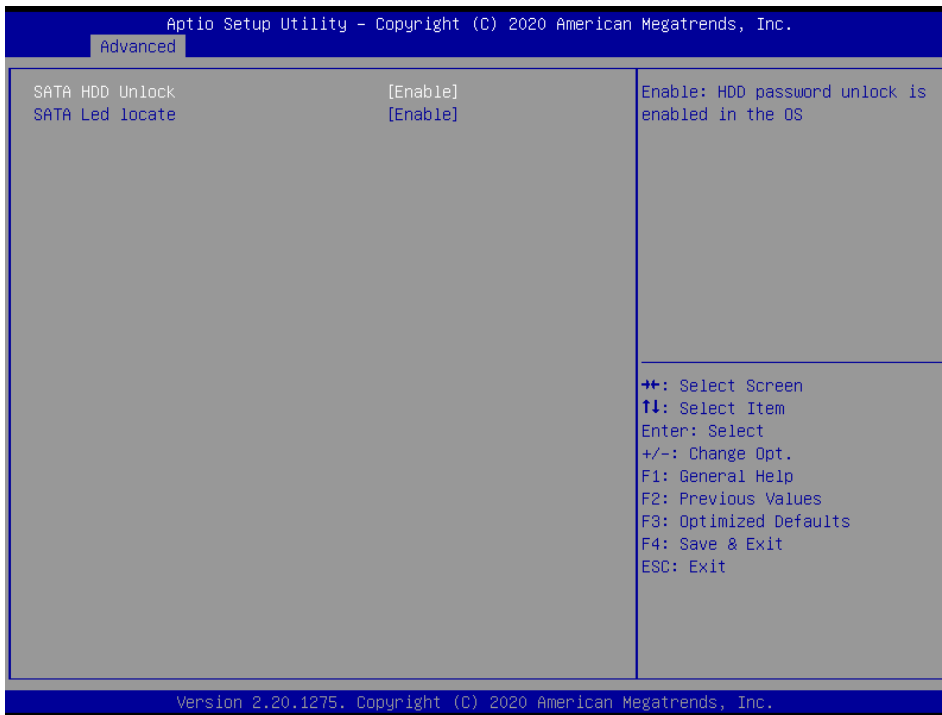 Aptio Setup Utility – Copyright (C) 2020 American Megatrends, Inc.
Advanced
SATA HDD Unlock [Enable]
SATA Led locate [Enable]
Enable: HDD password unlock is
enabled in the OS
→←: Select Screen
↑↓: Select Item
Enter: Select
+/-: Change Opt.
F1: General Help
F2: Previous Values
F3: Optimized Defaults
F4: Save & Exit
ESC: Exit
Version 2.20.1275. Copyright (C) 2020 American Megatrends, Inc.